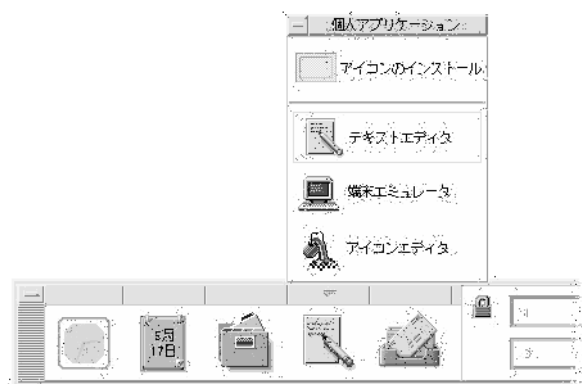 個人アプリケーション
アイコンのインストール
テキストエディタ
端末エミュレータ
アイコンエディタ
5月
17日